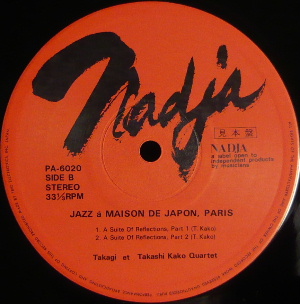 Nadja
見本盤
NADJA
a label open to
independent products
by musicians
PA-6020
SIDE B
STEREO
33⅓RPM
JAZZ à MAISON DE JAPON, PARIS
1. A Suite Of Reflections, Part 1 (T. Kako)
2. A Suite Of Reflections, Part 2 (T. Kako)
Takagi et Takashi Kako Quartet